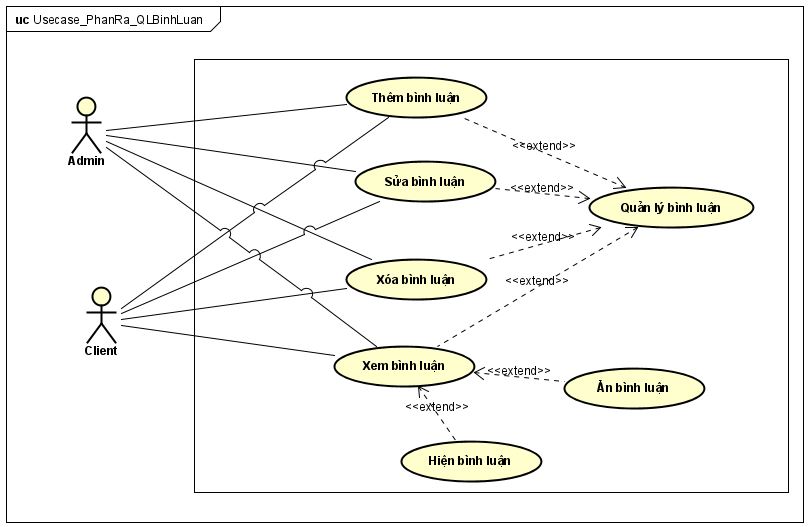 uc Usecase_PhanRa_QLBinhLuan
Thêm bình luận
Admin
<<extend>>
Sửa bình luận
<<extend>>
Quản lý bình luận
<<extend>>
Xóa bình luận
<<extend>>
Client
Xem bình luận
<<extend>>
Ẩn bình luận
<<extend>>
Hiện bình luận